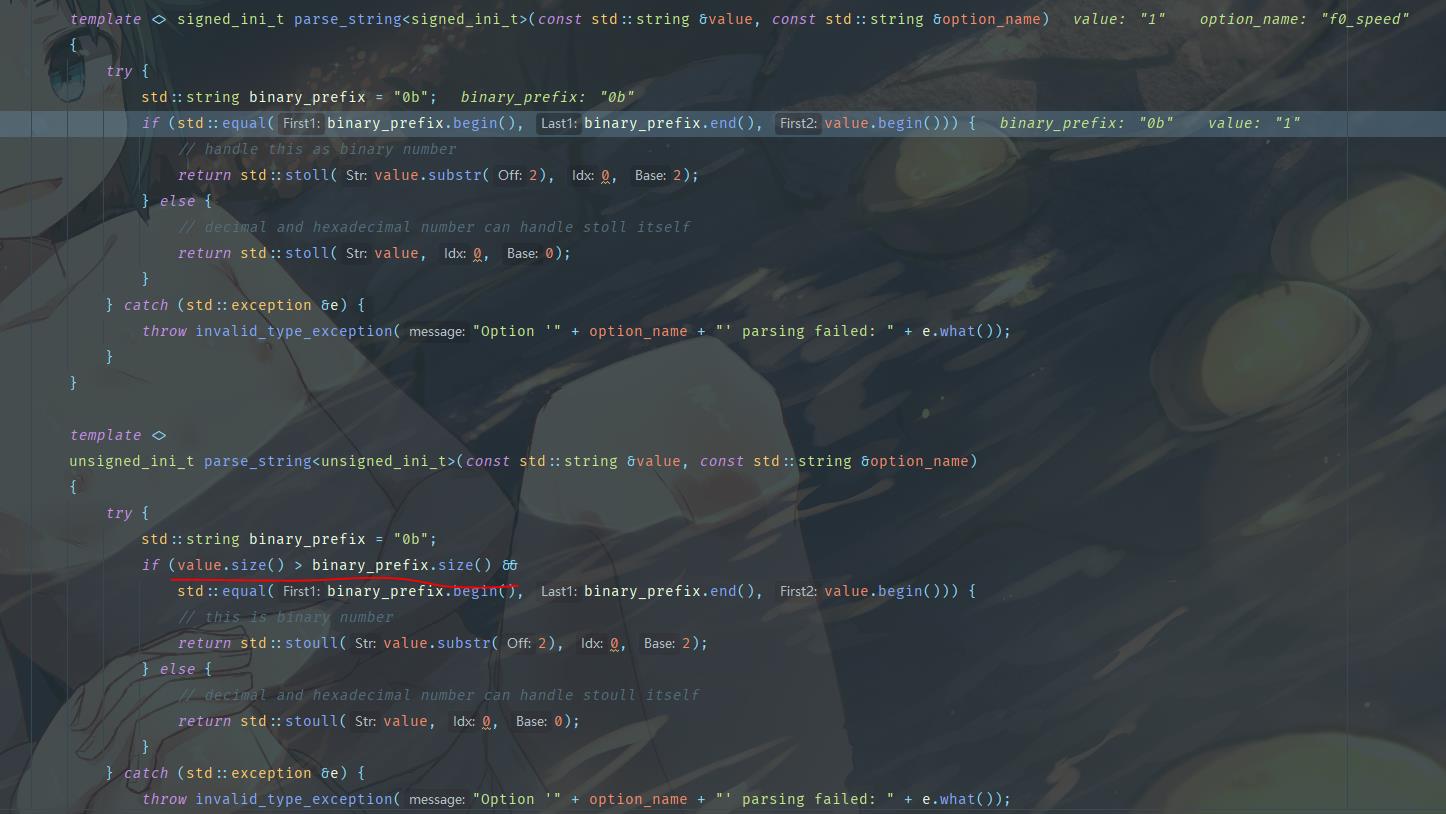 template <> signed_ini_t parse_string<signed_ini_t>(const std::string &value, const std::string &option_name)  value: "1"  option_name: "f0_speed"
{
try {
std::string binary_prefix = "0b";  binary_prefix: "0b"
if (std::equal( First1: binary_prefix.begin(), Last1: binary_prefix.end(), First2: value.begin())) {  binary_prefix: "0b"  value: "1"
// handle this as binary number
return std::stoll( Str: value.substr( Off: 2), Idx: 0, Base: 2);
} else {
// decimal and hexadecimal number can handle stoll itself
return std::stoll( Str: value, Idx: 0, Base: 0);
}
} catch (std::exception &e) {
throw invalid_type_exception( message: "Option '" + option_name + "' parsing failed: " + e.what());
}
}
template <>
unsigned_ini_t parse_string<unsigned_ini_t>(const std::string &value, const std::string &option_name)
{
try {
std::string binary_prefix = "0b";
if (value.size() > binary_prefix.size() &&
std::equal( First1: binary_prefix.begin(), Last1: binary_prefix.end(), First2: value.begin())) {
// this is binary number
return std::stoull( Str: value.substr( Off: 2), Idx: 0, Base: 2);
} else {
// decimal and hexadecimal number can handle stoull itself
return std::stoull( Str: value, Idx: 0, Base: 0);
}
} catch (std::exception &e) {
throw invalid_type_exception( message: "Option '" + option_name + "' parsing failed: " + e.what());